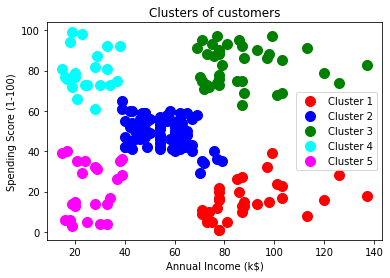 Clusters of customers
100
80
60
40
20
0
Spending Score (1-100)
Cluster 1
Cluster 2
Cluster 3
Cluster 4
Cluster 5
20 40 60 80 100 120 140
Annual Income (k$)